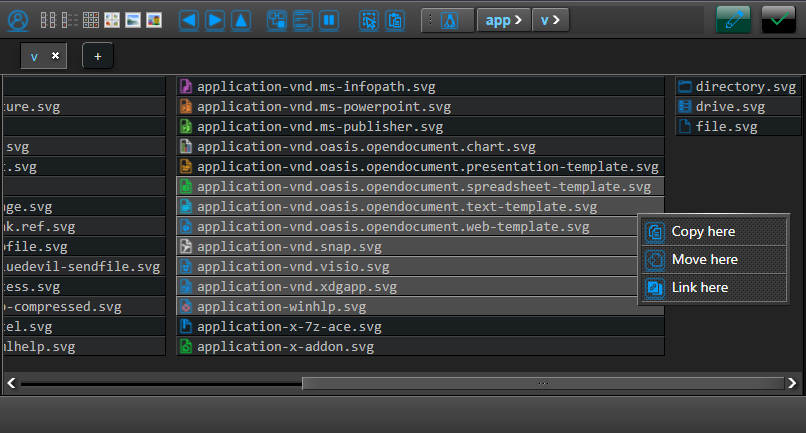 app >
v >
v ×
+
ture.svg
.svg
t.svg
age.svg
nk.ref.svg
ofile.svg
luedevil-sendfile.svg
cess.svg
p-compressed.svg
tel.svg
mlhelp.svg
application-vnd.ms-infopath.svg
application-vnd.ms-powerpoint.svg
application-vnd.ms-publisher.svg
application-vnd.oasis.opendocument.chart.svg
application-vnd.oasis.opendocument.presentation-template.svg
application-vnd.oasis.opendocument.spreadsheet-template.svg
application-vnd.oasis.opendocument.text-template.svg
application-vnd.oasis.opendocument.web-template.svg
application-vnd.snap.svg
application-vnd.visio.svg
application-vnd.xdgapp.svg
application-winhlp.svg
application-x-7z-ace.svg
application-x-addon.svg
directory.svg
drive.svg
file.svg
Copy here
Move here
Link here